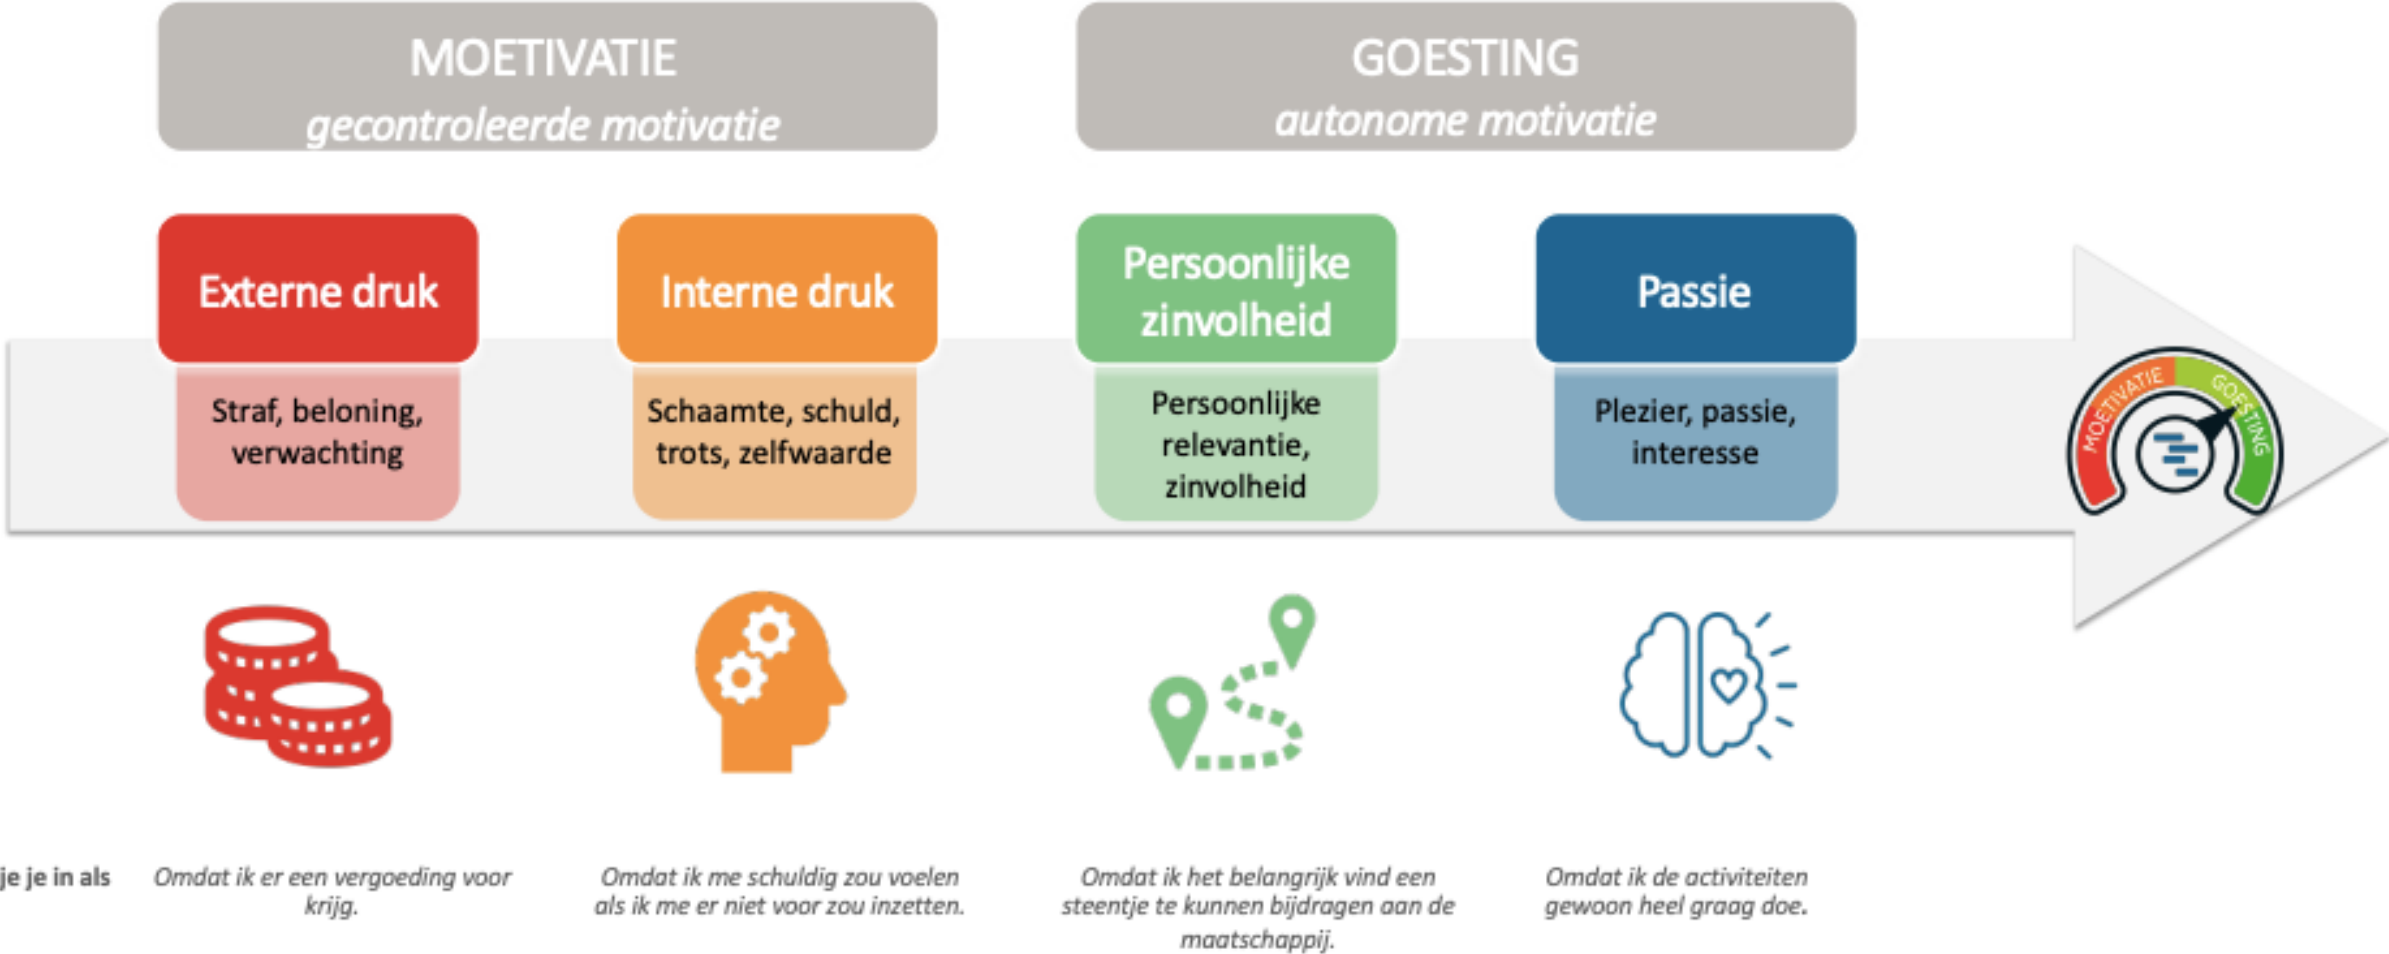 MOETIVATIE
gecontroleerde motivatie
GOESTING
autonome motivatie
Externe druk
Straf, beloning,
verwachting
Interne druk
Schaamte, schuld,
trots, zelfwaarde
Persoonlijke
zinvolheid
Persoonlijke
relevantie,
zinvolheid
Passie
Plezier, passie,
interesse
MOETIVATIE
GOESTING
je je in als
Omdat ik er een vergoeding voor
krijg.
Omdat ik me schuldig zou voelen
als ik me er niet voor zou inzetten.
Omdat ik het belangrijk vind een
steentje te kunnen bijdragen aan de
maatschappij.
Omdat ik de activiteiten
gewoon heel graag doe.